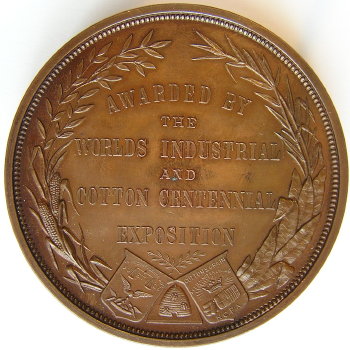 AWARDED BY
THE
WORLDS INDUSTRIAL
AND
COTTON CENTENNIAL
EXPOSITION